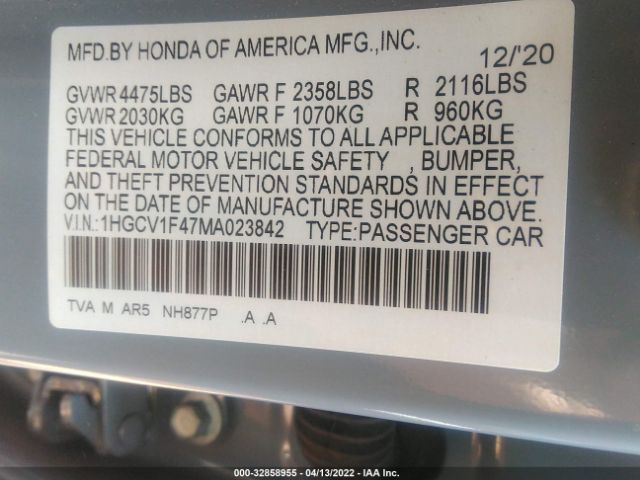 MFD.BY HONDA OF AMERICA MFG.,INC. 12/'20
GVWR 4475LBS GAWR F 2358LBS R 2116LBS
GVWR 2030KG GAWR F 1070KG R 960KG
THIS VEHICLE CONFORMS TO ALL APPLICABLE
FEDERAL MOTOR VEHICLE SAFETY , BUMPER,
AND THEFT PREVENTION STANDARDS IN EFFECT
ON THE DATE OF MANUFACTURE SHOWN ABOVE.
V.I.N.:1HGCV1F47MA023842 TYPE:PASSENGER CAR
TVA M AR5 NH877P .A .A
000-32858955 - 04/13/2022 - IAA Inc.